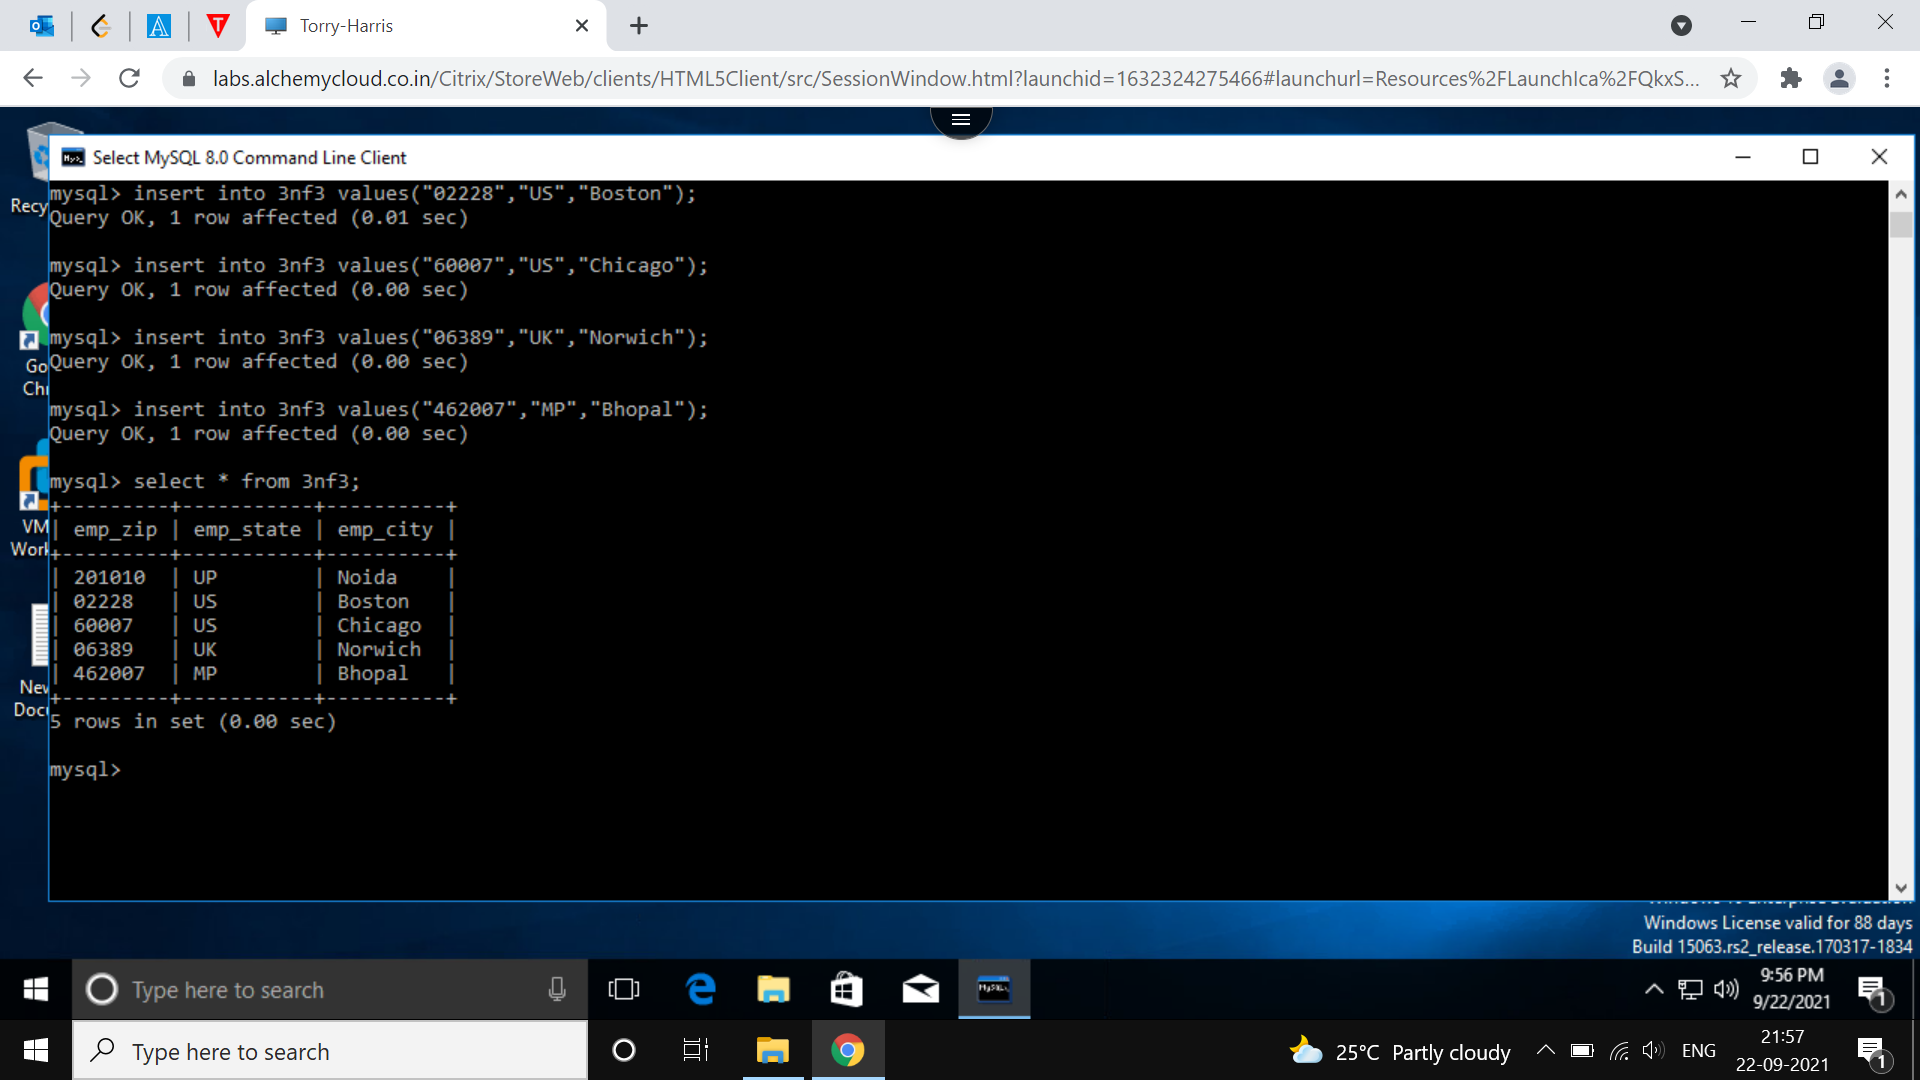 Torry-Harris
labs.alchemycloud.co.in/Citrix/StoreWeb/clients/HTML5Client/src/SessionWindow.html?launchid=1632324275466#launchurl=Resources%2FLaunchIca%2FQkxS...
Select MySQL 8.0 Command Line Client
mysql> insert into 3nf3 values("02228","US","Boston");
Query OK, 1 row affected (0.01 sec)
mysql> insert into 3nf3 values("60007","US","Chicago");
Query OK, 1 row affected (0.00 sec)
mysql> insert into 3nf3 values("06389","UK","Norwich");
Query OK, 1 row affected (0.00 sec)
mysql> insert into 3nf3 values("462007","MP","Bhopal");
Query OK, 1 row affected (0.00 sec)
mysql> select * from 3nf3;
+---------+-----------+----------+
| emp_zip | emp_state | emp_city |
+---------+-----------+----------+
| 201010  | UP        | Noida    |
| 02228   | US        | Boston   |
| 60007   | US        | Chicago  |
| 06389   | UK        | Norwich  |
| 462007  | MP        | Bhopal   |
+---------+-----------+----------+
5 rows in set (0.00 sec)
mysql>
Recy
Go
Chr
VM
Work
New
Docu
Windows License valid for 88 days
Build 15063.rs2_release.170317-1834
Type here to search
9:56 PM
9/22/2021
1
Type here to search
25°C Partly cloudy
ENG
21:57
22-09-2021
1